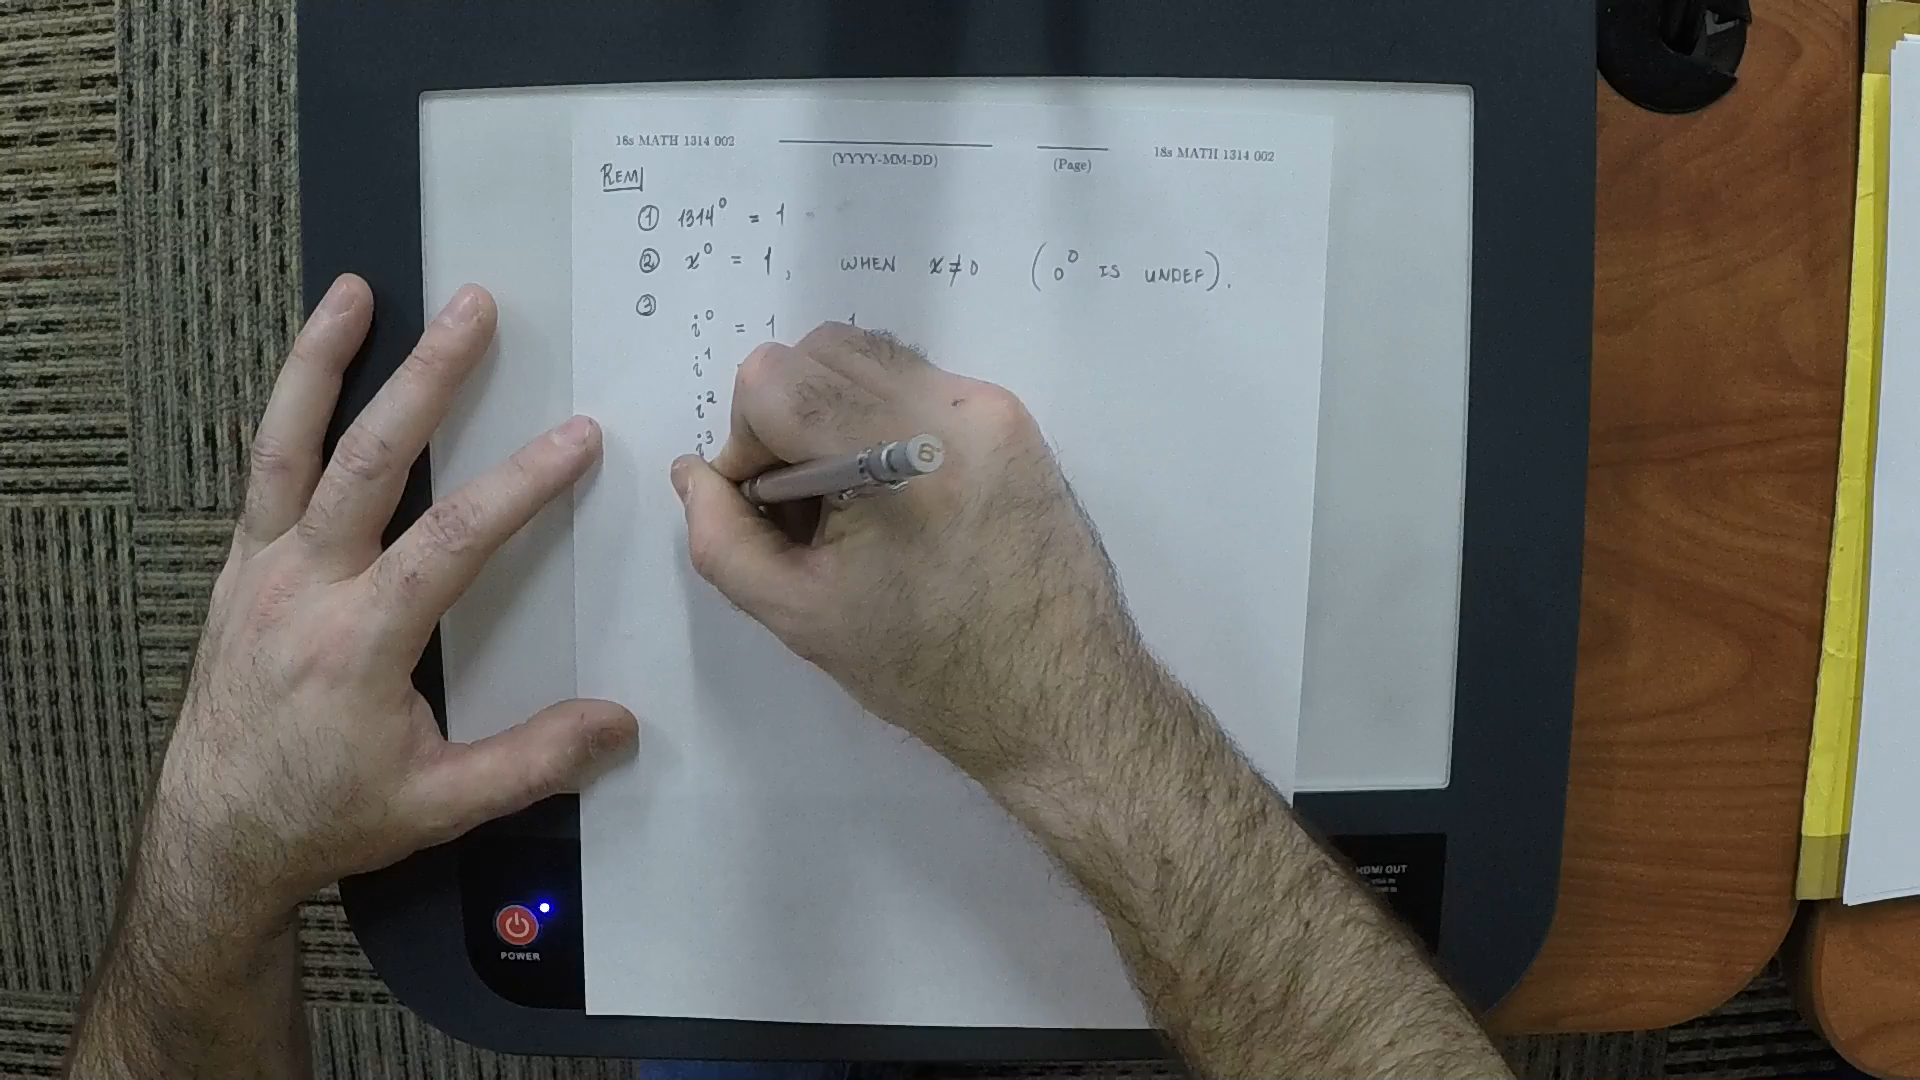 18s MATH 1314 002 (YYYY-MM-DD) (Page) 18s MATH 1314 002
REM
① 1314⁰ = 1
② x⁰ = 1, WHEN x ≠ 0 (0⁰ IS UNDEF).
③
i⁰ = 1 1
i¹
i²
i³
HDMI OUT
POWER